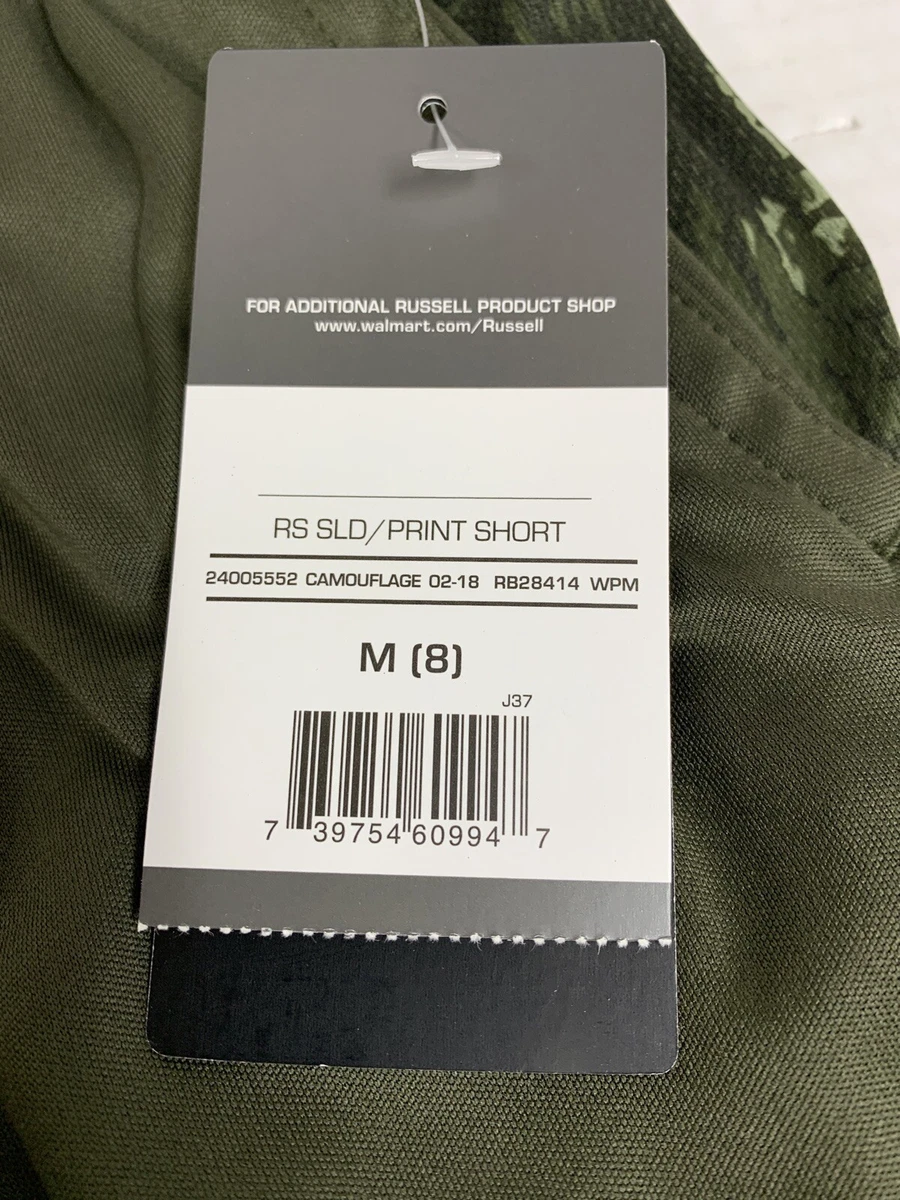 FOR ADDITIONAL RUSSELL PRODUCT SHOP
www.walmart.com/Russell
RS SLD/PRINT SHORT
24005552 CAMOUFLAGE 02-18 RB28414 WPM
M (8)
J37
7 39754 60994 7